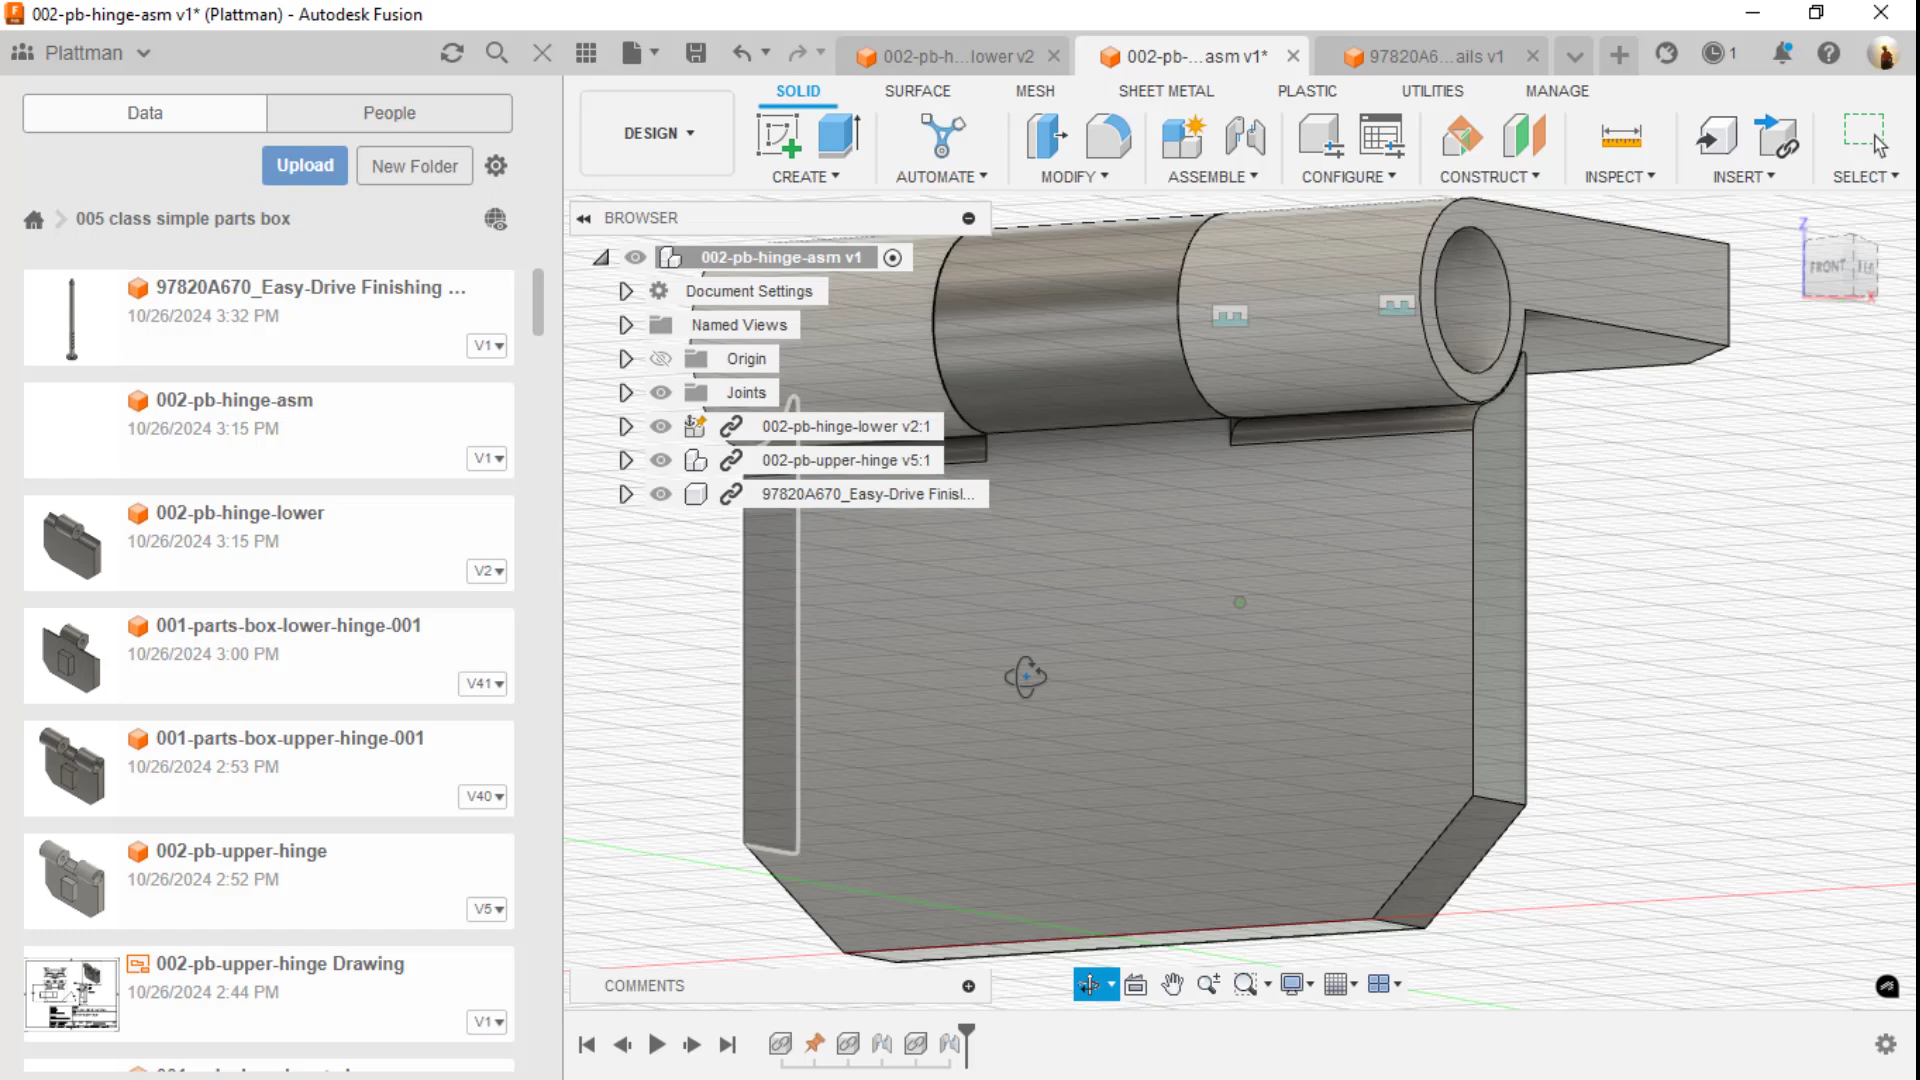 002-pb-hinge-asm v1* (Plattman) - Autodesk Fusion
Plattman
002-pb-h...lower v2
002-pb-...asm v1*
97820A6...ails v1
1
Data
People
Upload
New Folder
005 class simple parts box
97820A670_Easy-Drive Finishing ...
10/26/2024 3:32 PM
V1
002-pb-hinge-asm
10/26/2024 3:15 PM
V1
002-pb-hinge-lower
10/26/2024 3:15 PM
V2
001-parts-box-lower-hinge-001
10/26/2024 3:00 PM
V41
001-parts-box-upper-hinge-001
10/26/2024 2:53 PM
V40
002-pb-upper-hinge
10/26/2024 2:52 PM
V5
002-pb-upper-hinge Drawing
10/26/2024 2:44 PM
V1
DESIGN
SOLID
SURFACE
MESH
SHEET METAL
PLASTIC
UTILITIES
MANAGE
CREATE
AUTOMATE
MODIFY
ASSEMBLE
CONFIGURE
CONSTRUCT
INSPECT
INSERT
SELECT
BROWSER
002-pb-hinge-asm v1
Document Settings
Named Views
Origin
Joints
002-pb-hinge-lower v2:1
002-pb-upper-hinge v5:1
97820A670_Easy-Drive Finisl...
Z
FRONT
X
COMMENTS